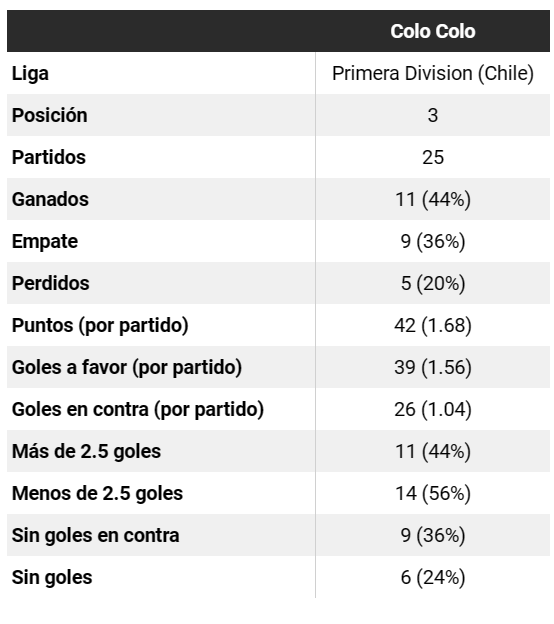 Colo Colo
Liga Primera Division (Chile)
Posición 3
Partidos 25
Ganados 11 (44%)
Empate 9 (36%)
Perdidos 5 (20%)
Puntos (por partido) 42 (1.68)
Goles a favor (por partido) 39 (1.56)
Goles en contra (por partido) 26 (1.04)
Más de 2.5 goles 11 (44%)
Menos de 2.5 goles 14 (56%)
Sin goles en contra 9 (36%)
Sin goles 6 (24%)